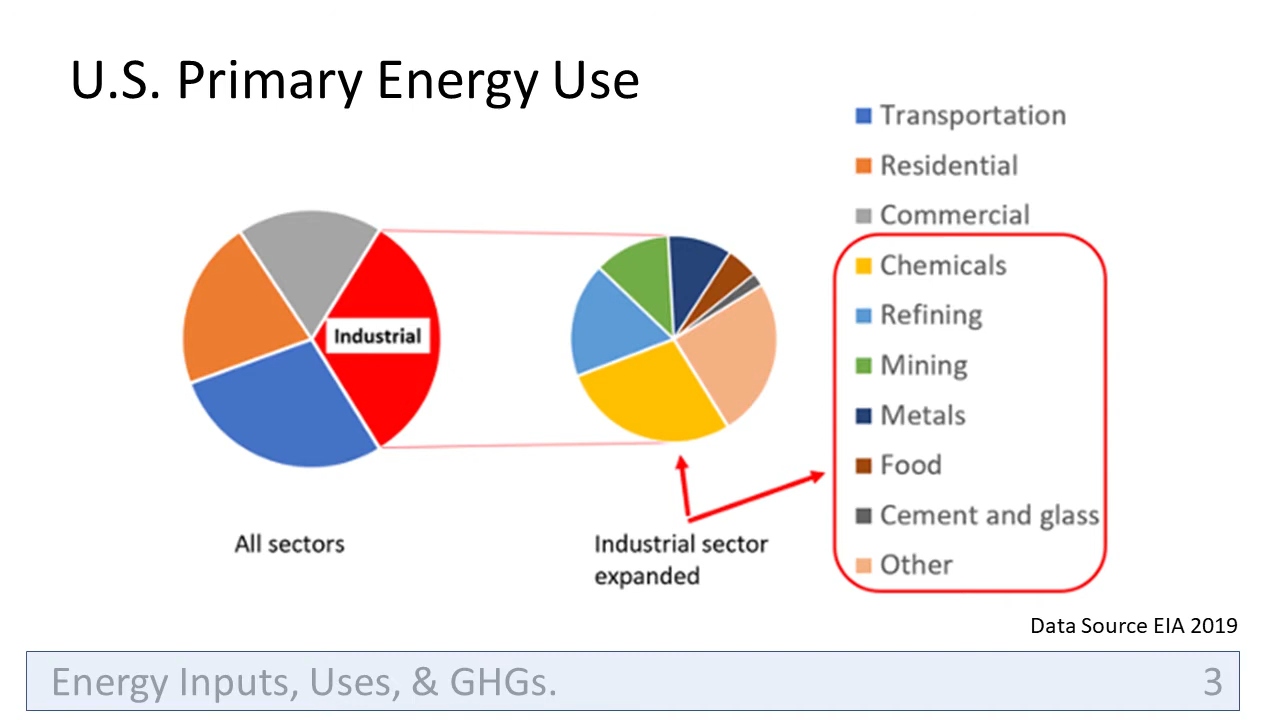 U.S. Primary Energy Use
Transportation
Residential
Commercial
Chemicals
Refining
Mining
Metals
Food
Cement and glass
Other
Industrial
All sectors
Industrial sector
expanded
Data Source EIA 2019
Energy Inputs, Uses, & GHGs.
3